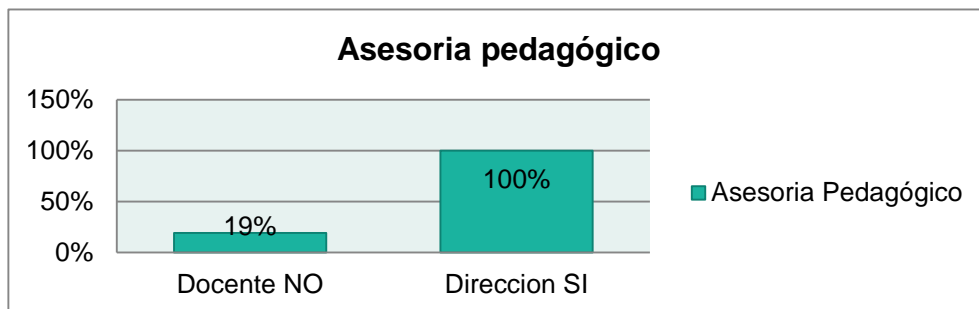 Asesoria pedagógico
150%
100%
50%
0%
19%
100%
Docente NO
Direccion SI
Asesoria Pedagógico